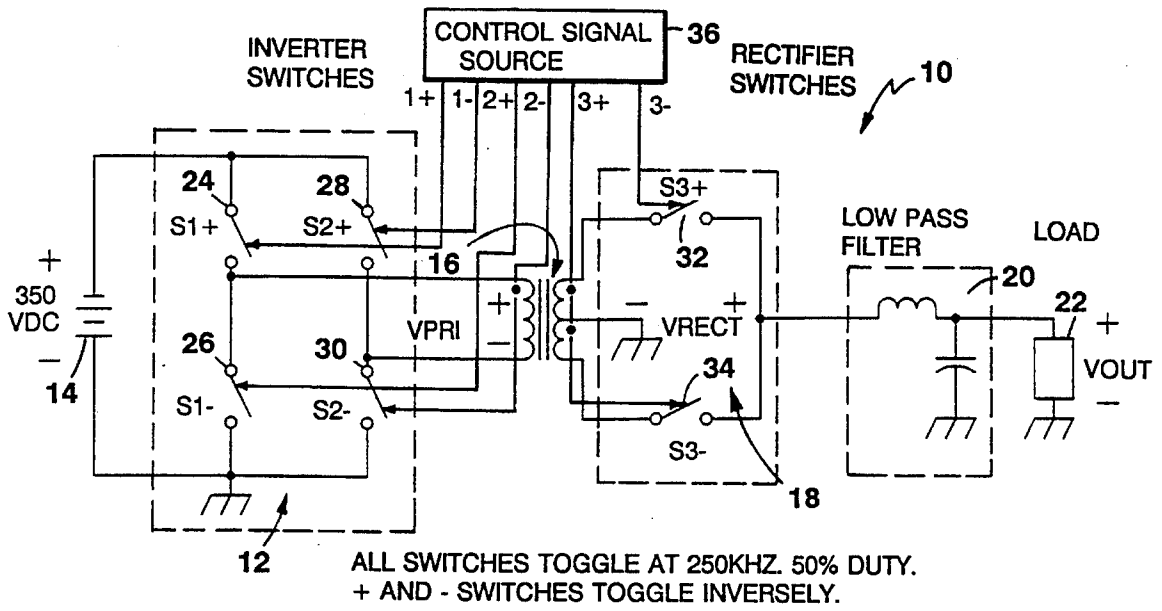 CONTROL SIGNAL
SOURCE
36
INVERTER
SWITCHES
RECTIFIER
SWITCHES
10
1+ 1- 2+ 2- 3+ 3-
24
28
S1+
S2+
S3+
32
16
LOW PASS
FILTER
LOAD
20
22
+
350
VDC
-
14
26
30
S1-
S2-
VPRI
+
-
-
+
VRECT
34
S3-
18
+
VOUT
-
12
ALL SWITCHES TOGGLE AT 250KHZ. 50% DUTY.
+ AND - SWITCHES TOGGLE INVERSELY.